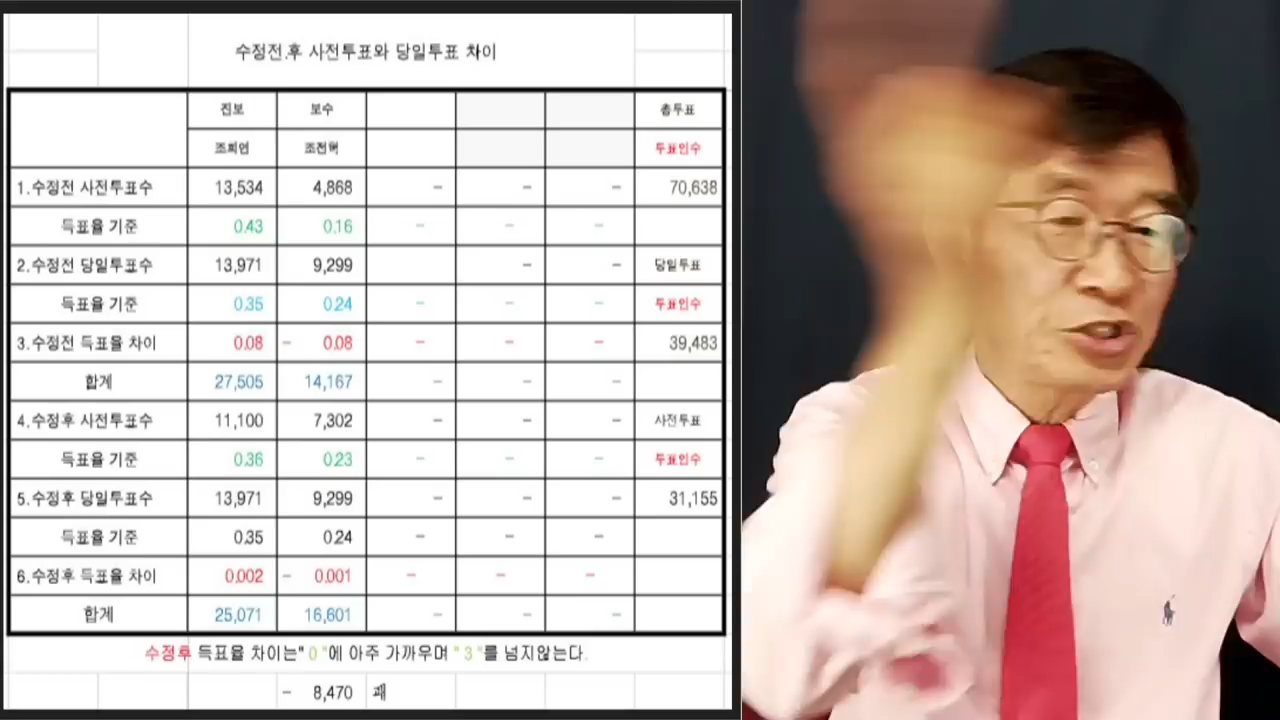 수정전.후 사전투표와 당일투표 차이
진보 보수 총투표
조희연 조전혁 투표인수
1.수정전 사전투표수 13,534 4,868 - - - 70,638
득표율 기준 0.43 0.16 - - -
2.수정전 당일투표수 13,971 9,299 - - 당일투표
득표율 기준 0.35 0.24 - - - 투표인수
3.수정전 득표율 차이 0.08 - 0.08 - - - 39,483
합계 27,505 14,167 - - -
4.수정후 사전투표수 11,100 7,302 - - - 사전투표
득표율 기준 0.36 0.23 - - - 투표인수
5.수정후 당일투표수 13,971 9,299 - - - 31,155
득표율 기준 0.35 0.24 - - -
6.수정후 득표율 차이 0.002 - 0.001 - - -
합계 25,071 16,601 - - -
수정후 득표율 차이는"0"에 아주 가까우며 "3"를 넘지않는다.
- 8,470 패